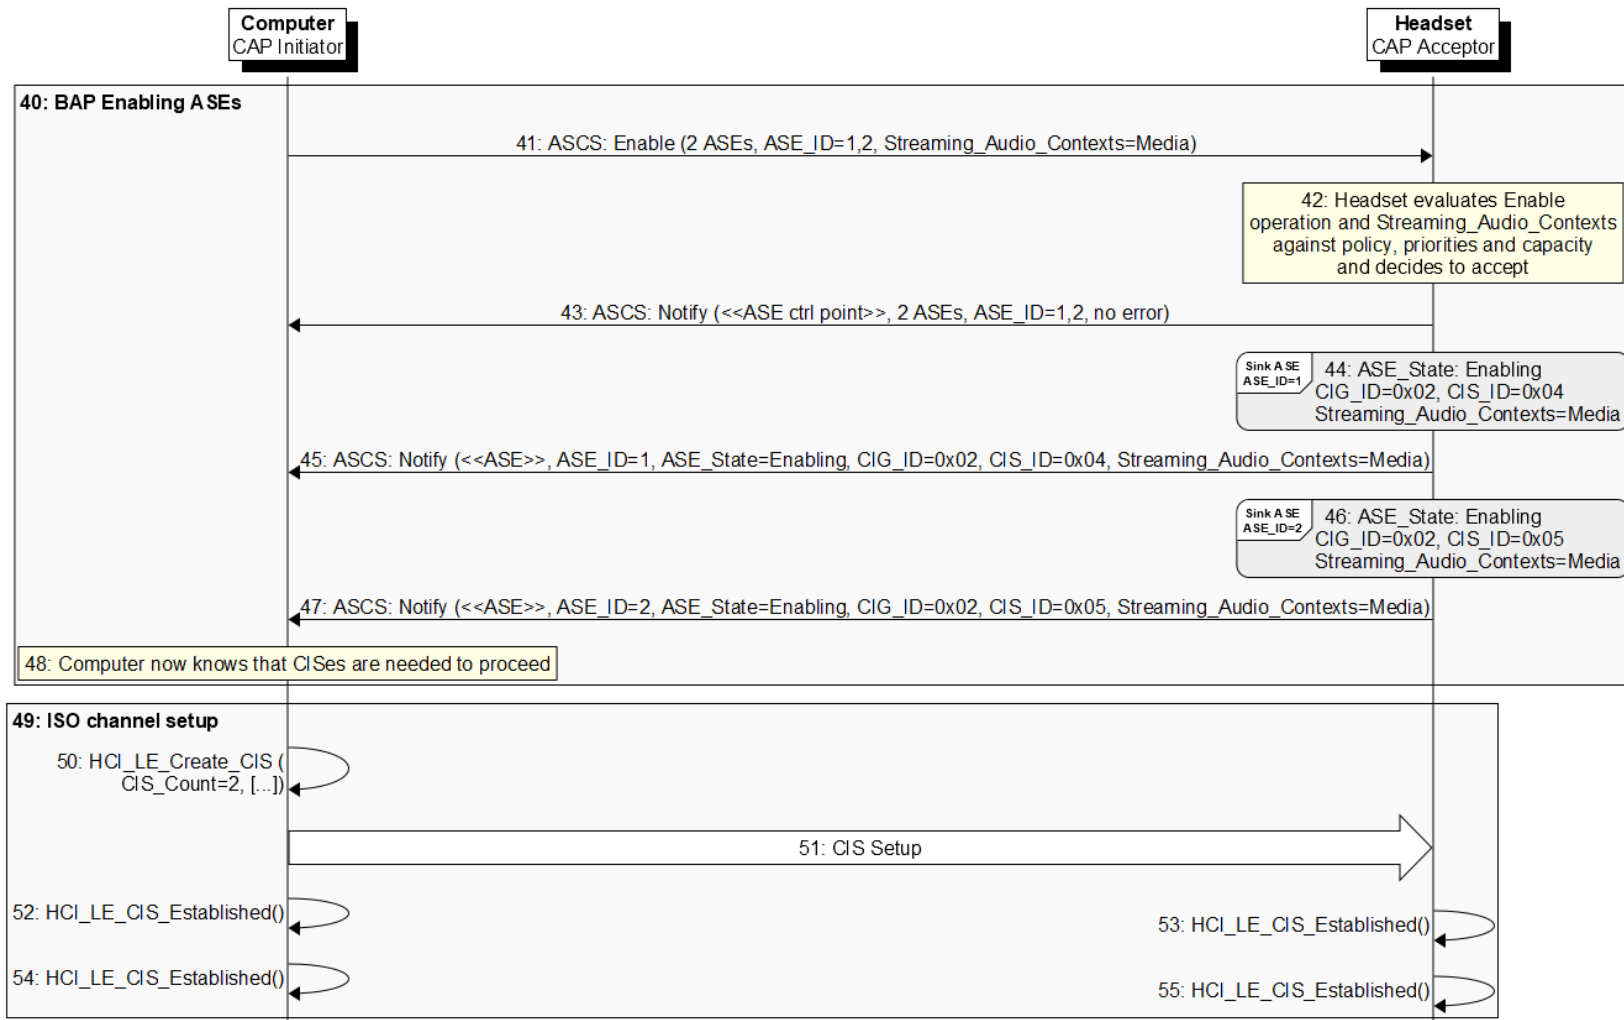 Computer
CAP Initiator
Headset
CAP Acceptor
40: BAP Enabling ASEs
41: ASCS: Enable (2 ASEs, ASE_ID=1,2, Streaming_Audio_Contexts=Media)
42: Headset evaluates Enable
operation and Streaming_Audio_Contexts
against policy, priorities and capacity
and decides to accept
43: ASCS: Notify (<<ASE ctrl point>>, 2 ASEs, ASE_ID=1,2, no error)
Sink ASE
ASE_ID=1
44: ASE_State: Enabling
CIG_ID=0x02, CIS_ID=0x04
Streaming_Audio_Contexts=Media
45: ASCS: Notify (<<ASE>>, ASE_ID=1, ASE_State=Enabling, CIG_ID=0x02, CIS_ID=0x04, Streaming_Audio_Contexts=Media)
Sink ASE
ASE_ID=2
46: ASE_State: Enabling
CIG_ID=0x02, CIS_ID=0x05
Streaming_Audio_Contexts=Media
47: ASCS: Notify (<<ASE>>, ASE_ID=2, ASE_State=Enabling, CIG_ID=0x02, CIS_ID=0x05, Streaming_Audio_Contexts=Media)
48: Computer now knows that CISes are needed to proceed
49: ISO channel setup
50: HCI_LE_Create_CIS (
CIS_Count=2, [...])
51: CIS Setup
52: HCI_LE_CIS_Established()
53: HCI_LE_CIS_Established()
54: HCI_LE_CIS_Established()
55: HCI_LE_CIS_Established()